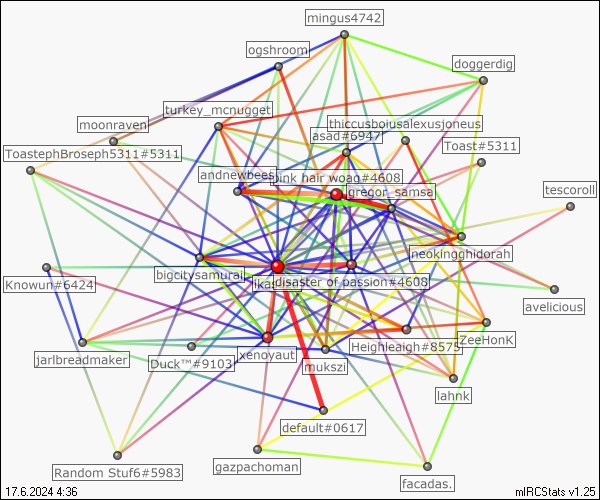 mingus4742
ogshroom
doggerdig
turkey_mcnugget
moonraven
thiccusboiusalexusjoneus
asad#6947
Toast#5311
ToastephBroseph5311#5311
andnewbees
pink hair woag#4608
gregor_samsa
tescoroll
neokingghidorah
bigcitysamurai
disaster of passion#4608
Knowun#6424
avelicious
jarlbreadmaker
Duck™#9103
xenoyaut
mukszi
Heighleaigh#8575
ZeeHonK
lahnk
default#0617
Random Stuf6#5983
gazpachoman
facadas.
17.6.2024 4:36
mIRCStats v1.25